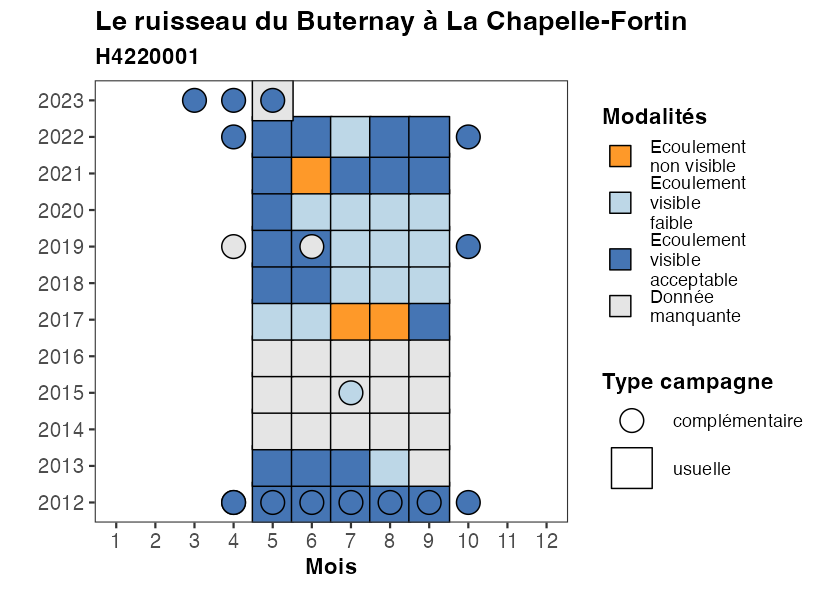 Le ruisseau du Buternay à La Chapelle-Fortin
H4220001
2023
2022
2021
2020
2019
2018
2017
2016
2015
2014
2013
2012
1 2 3 4 5 6 7 8 9 10 11 12
Mois
Modalités
Ecoulement
non visible
Ecoulement
visible
faible
Ecoulement
visible
acceptable
Donnée
manquante
Type campagne
complémentaire
usuelle